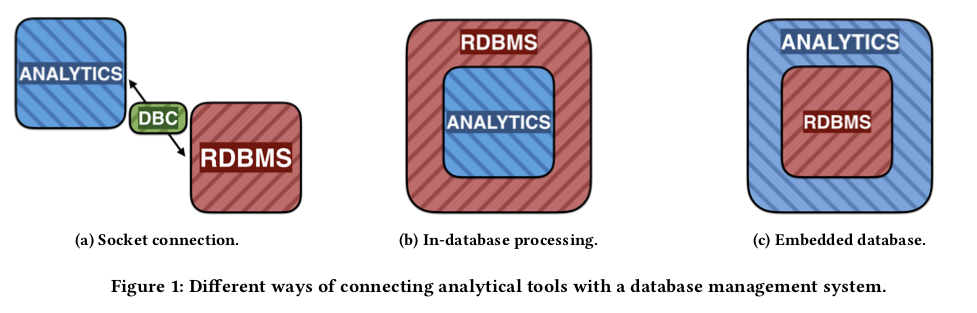 ANALYTICS
DBC
RDBMS
(a) Socket connection.
RDBMS
ANALYTICS
(b) In-database processing.
ANALYTICS
RDBMS
(c) Embedded database.
Figure 1: Different ways of connecting analytical tools with a database management system.